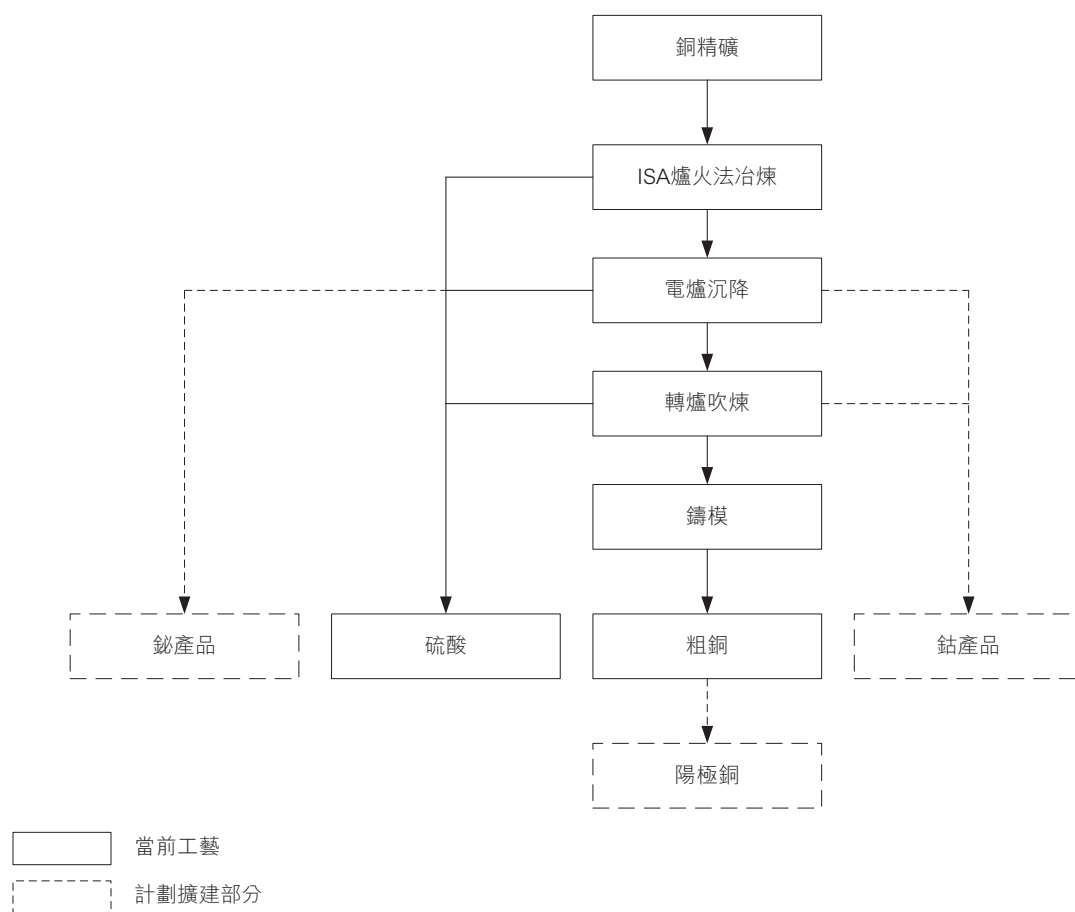 銅精礦
ISA爐火法冶煉
電爐沉降
轉爐吹煉
鑄模
鉍產品
硫酸
粗銅
鈷產品
陽極銅
當前工藝
計劃擴建部分